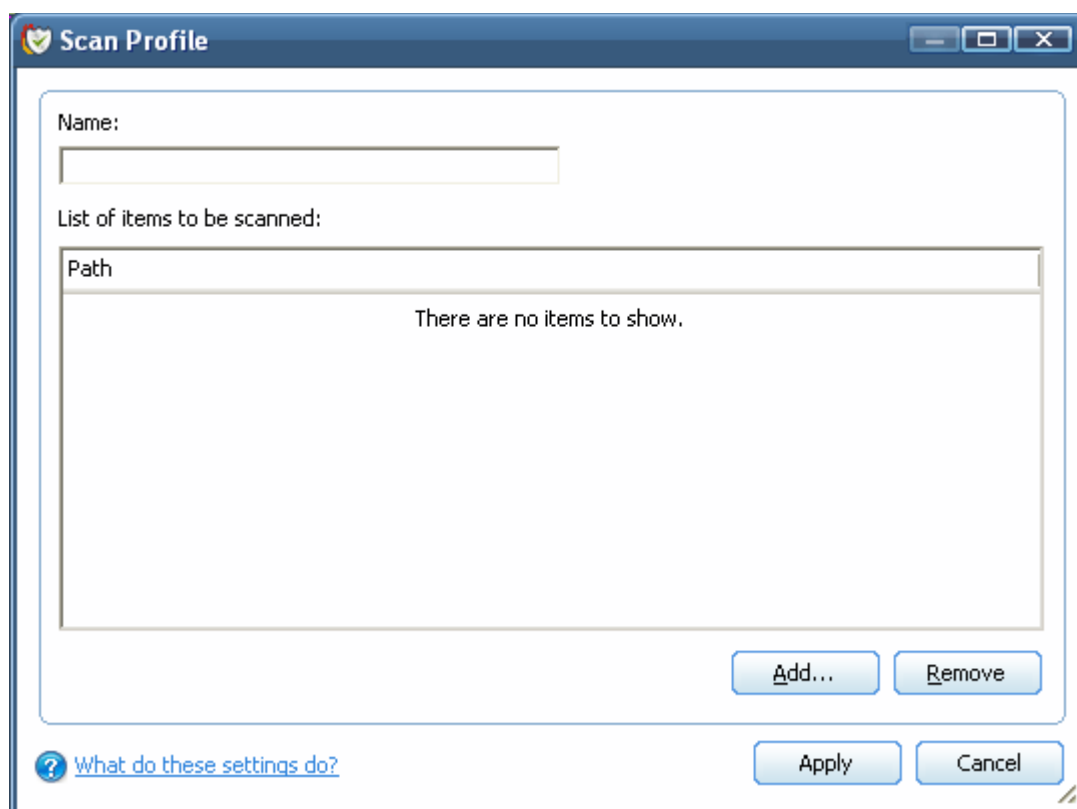 Scan Profile
Name:
List of items to be scanned:
Path
There are no items to show.
Add... Remove
What do these settings do? Apply Cancel